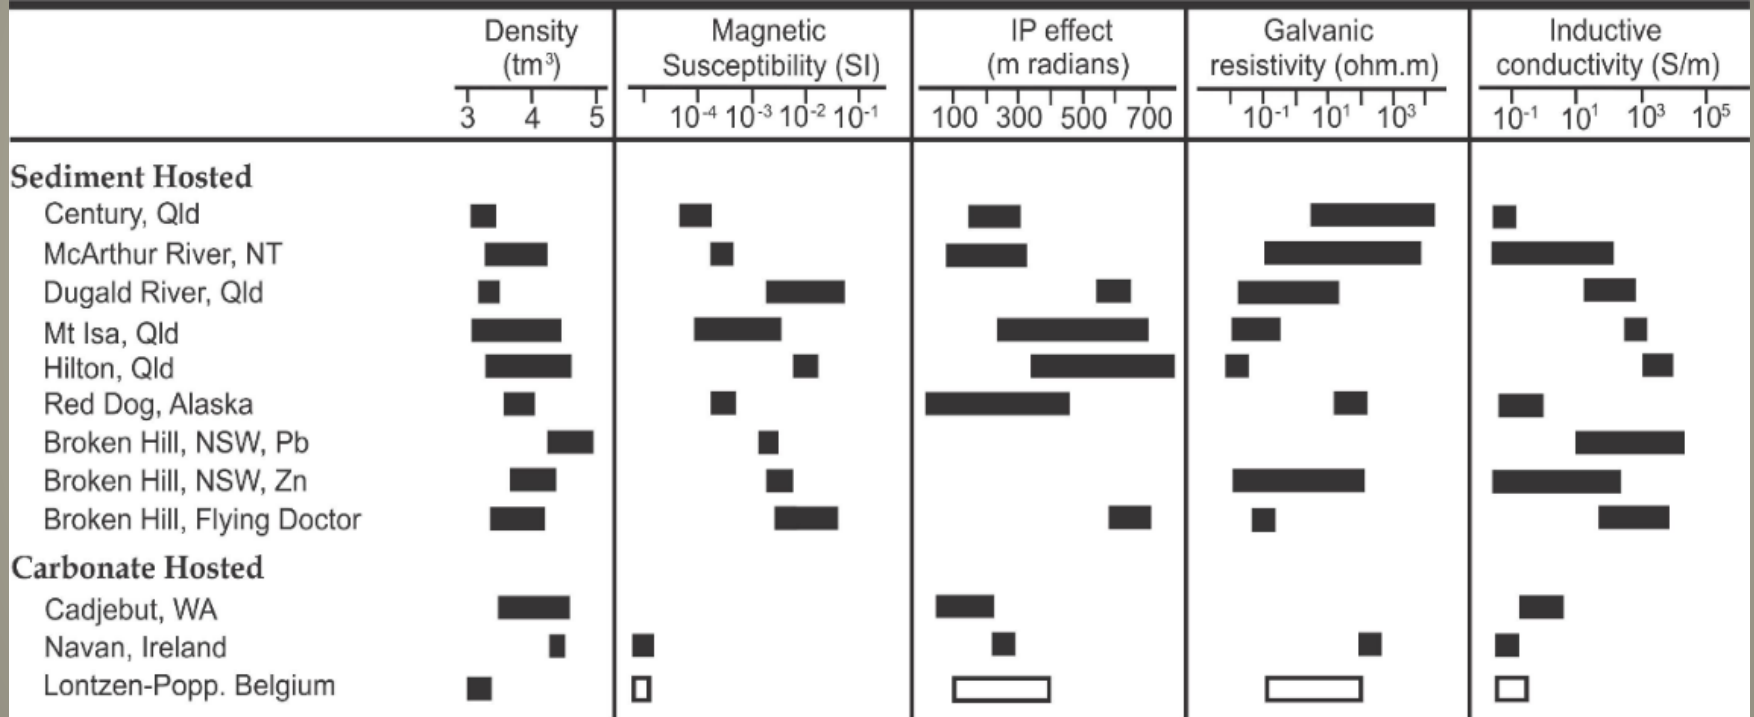 Density
(tm³)
Magnetic
Susceptibility (SI)
IP effect
(m radians)
Galvanic
resistivity (ohm.m)
Inductive
conductivity (S/m)
3 4 5
10⁻⁴ 10⁻³ 10⁻² 10⁻¹
100 300 500 700
10⁻¹ 10¹ 10³
10⁻¹ 10¹ 10³ 10⁵
Sediment Hosted
Century, Qld
McArthur River, NT
Dugald River, Qld
Mt Isa, Qld
Hilton, Qld
Red Dog, Alaska
Broken Hill, NSW, Pb
Broken Hill, NSW, Zn
Broken Hill, Flying Doctor
Carbonate Hosted
Cadjebut, WA
Navan, Ireland
Lontzen-Popp. Belgium